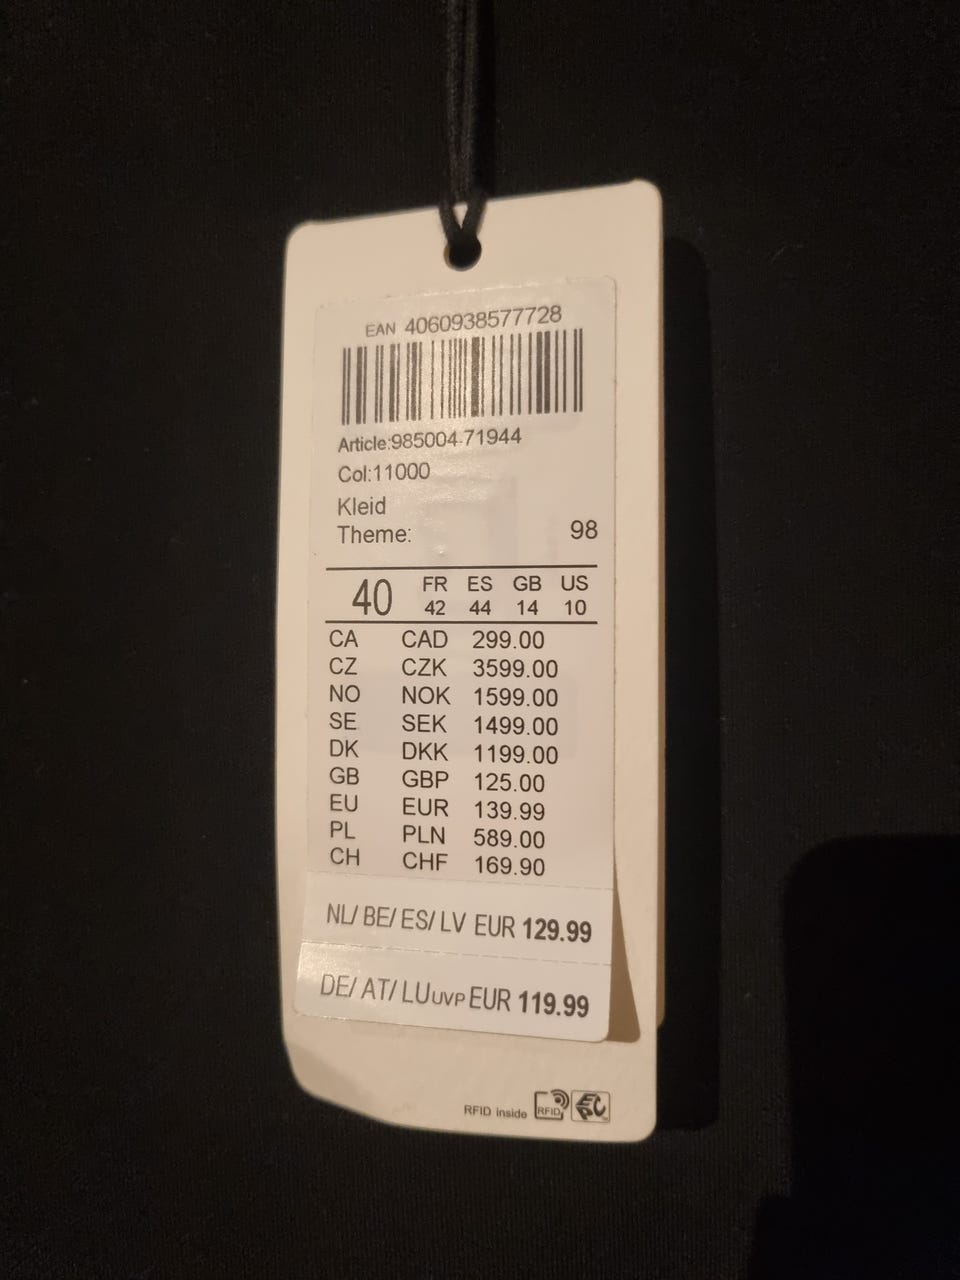 EAN 4060938577728
Article:985004-71944
Col:11000
Kleid
Theme: 98
40 FR ES GB US
42 44 14 10
CA CAD 299.00
CZ CZK 3599.00
NO NOK 1599.00
SE SEK 1499.00
DK DKK 1199.00
GB GBP 125.00
EU EUR 139.99
PL PLN 589.00
CH CHF 169.90
NL/ BE/ ES/ LV EUR 129.99
DE/ AT/ LU UVP EUR 119.99
RFID inside RFID EPC